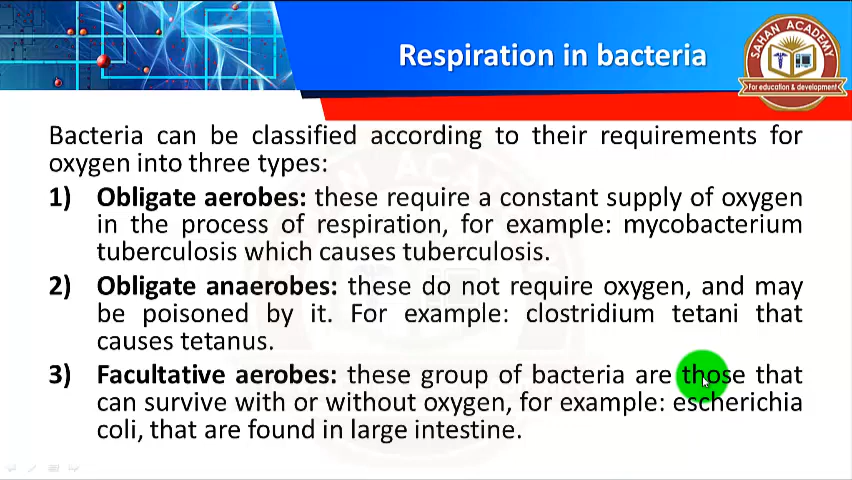 Respiration in bacteria
SAHAN ACADEMY
For education & development
Bacteria can be classified according to their requirements for
oxygen into three types:
1) Obligate aerobes: these require a constant supply of oxygen
in the process of respiration, for example: mycobacterium
tuberculosis which causes tuberculosis.
2) Obligate anaerobes: these do not require oxygen, and may
be poisoned by it. For example: clostridium tetani that
causes tetanus.
3) Facultative aerobes: these group of bacteria are those that
can survive with or without oxygen, for example: escherichia
coli, that are found in large intestine.